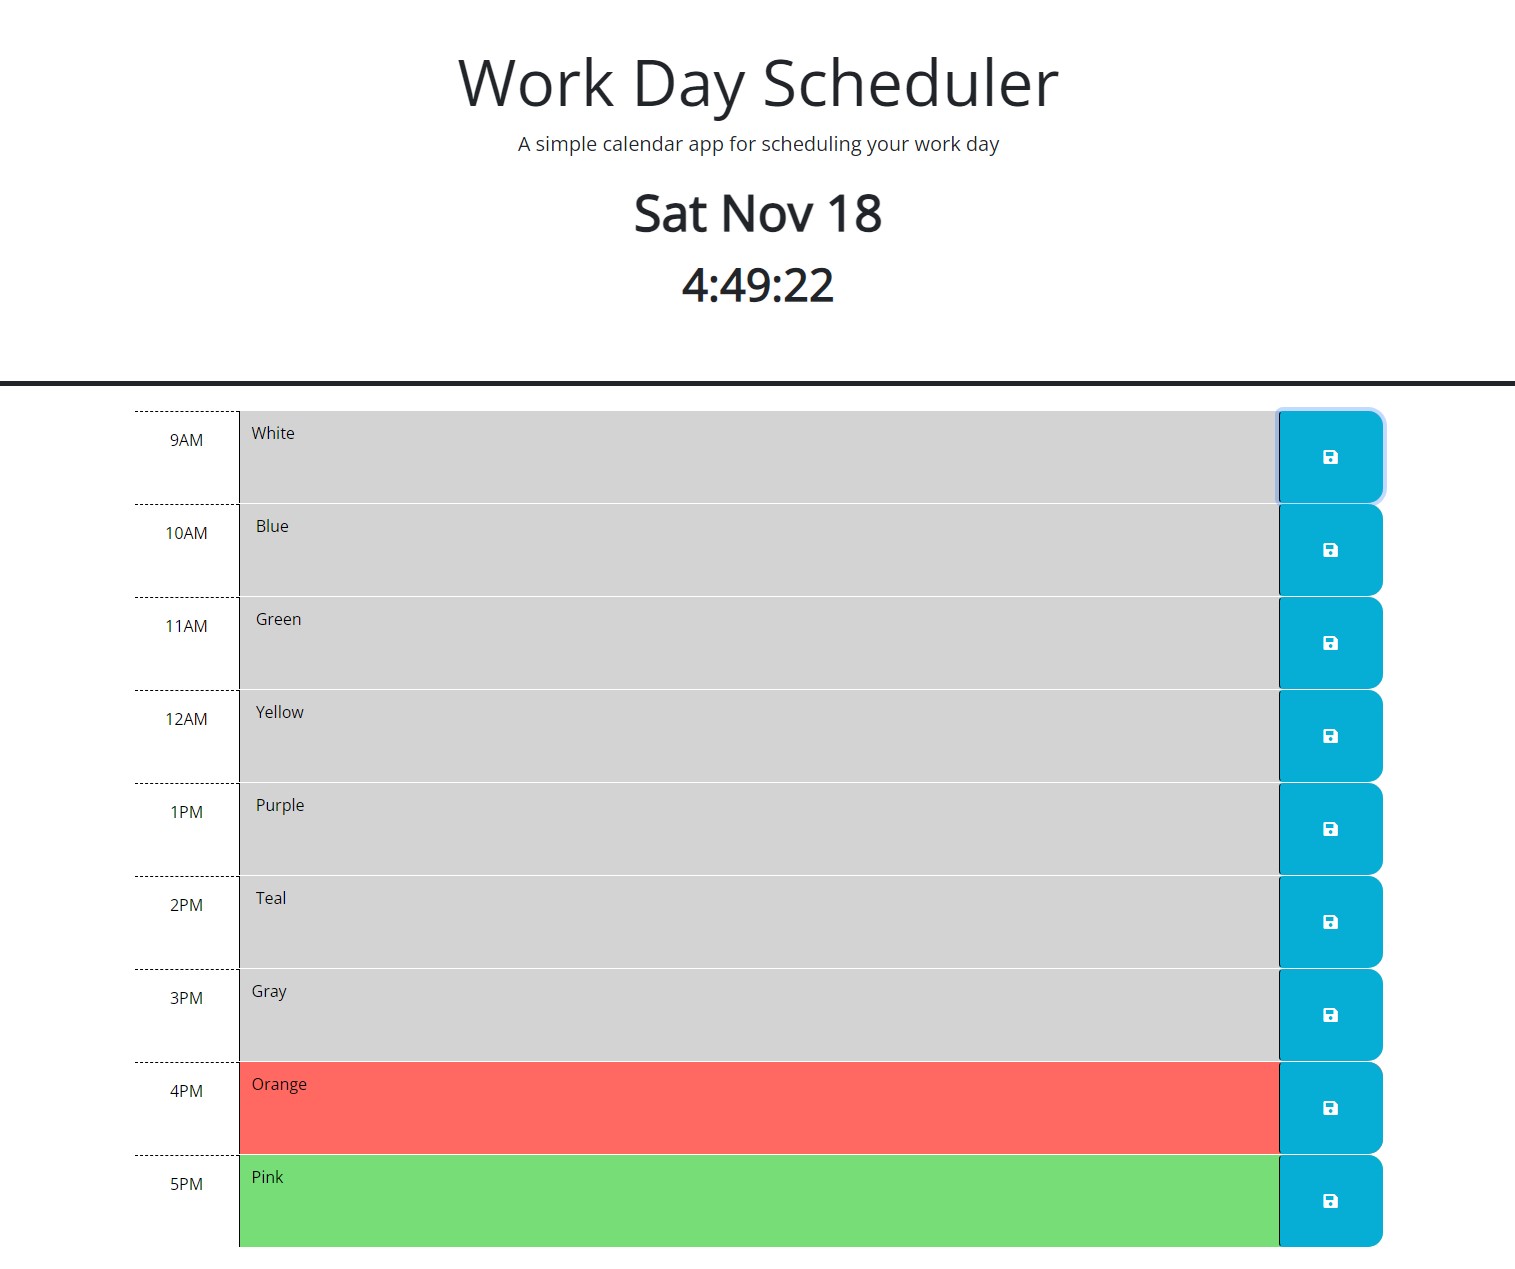 Work Day Scheduler
A simple calendar app for scheduling your work day
Sat Nov 18
4:49:22
9AM White
10AM Blue
11AM Green
12AM Yellow
1PM Purple
2PM Teal
3PM Gray
4PM Orange
5PM Pink